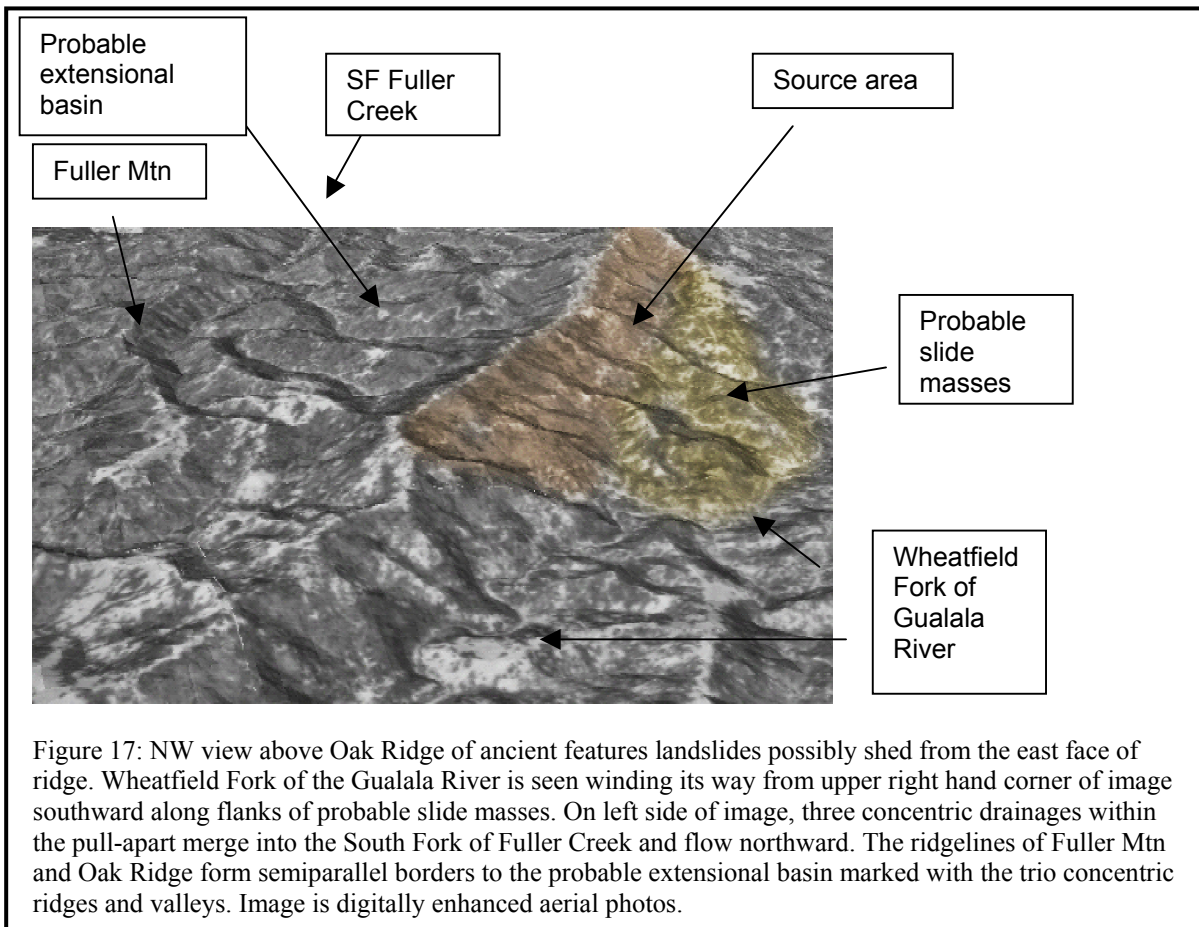 Probable
extensional
basin
SF Fuller
Creek
Source area
Fuller Mtn
Probable
slide
masses
Wheatfield
Fork of
Gualala
River
Figure 17: NW view above Oak Ridge of ancient features landslides possibly shed from the east face of
ridge. Wheatfield Fork of the Gualala River is seen winding its way from upper right hand corner of image
southward along flanks of probable slide masses. On left side of image, three concentric drainages within
the pull-apart merge into the South Fork of Fuller Creek and flow northward. The ridgelines of Fuller Mtn
and Oak Ridge form semiparallel borders to the probable extensional basin marked with the trio concentric
ridges and valleys. Image is digitally enhanced aerial photos.